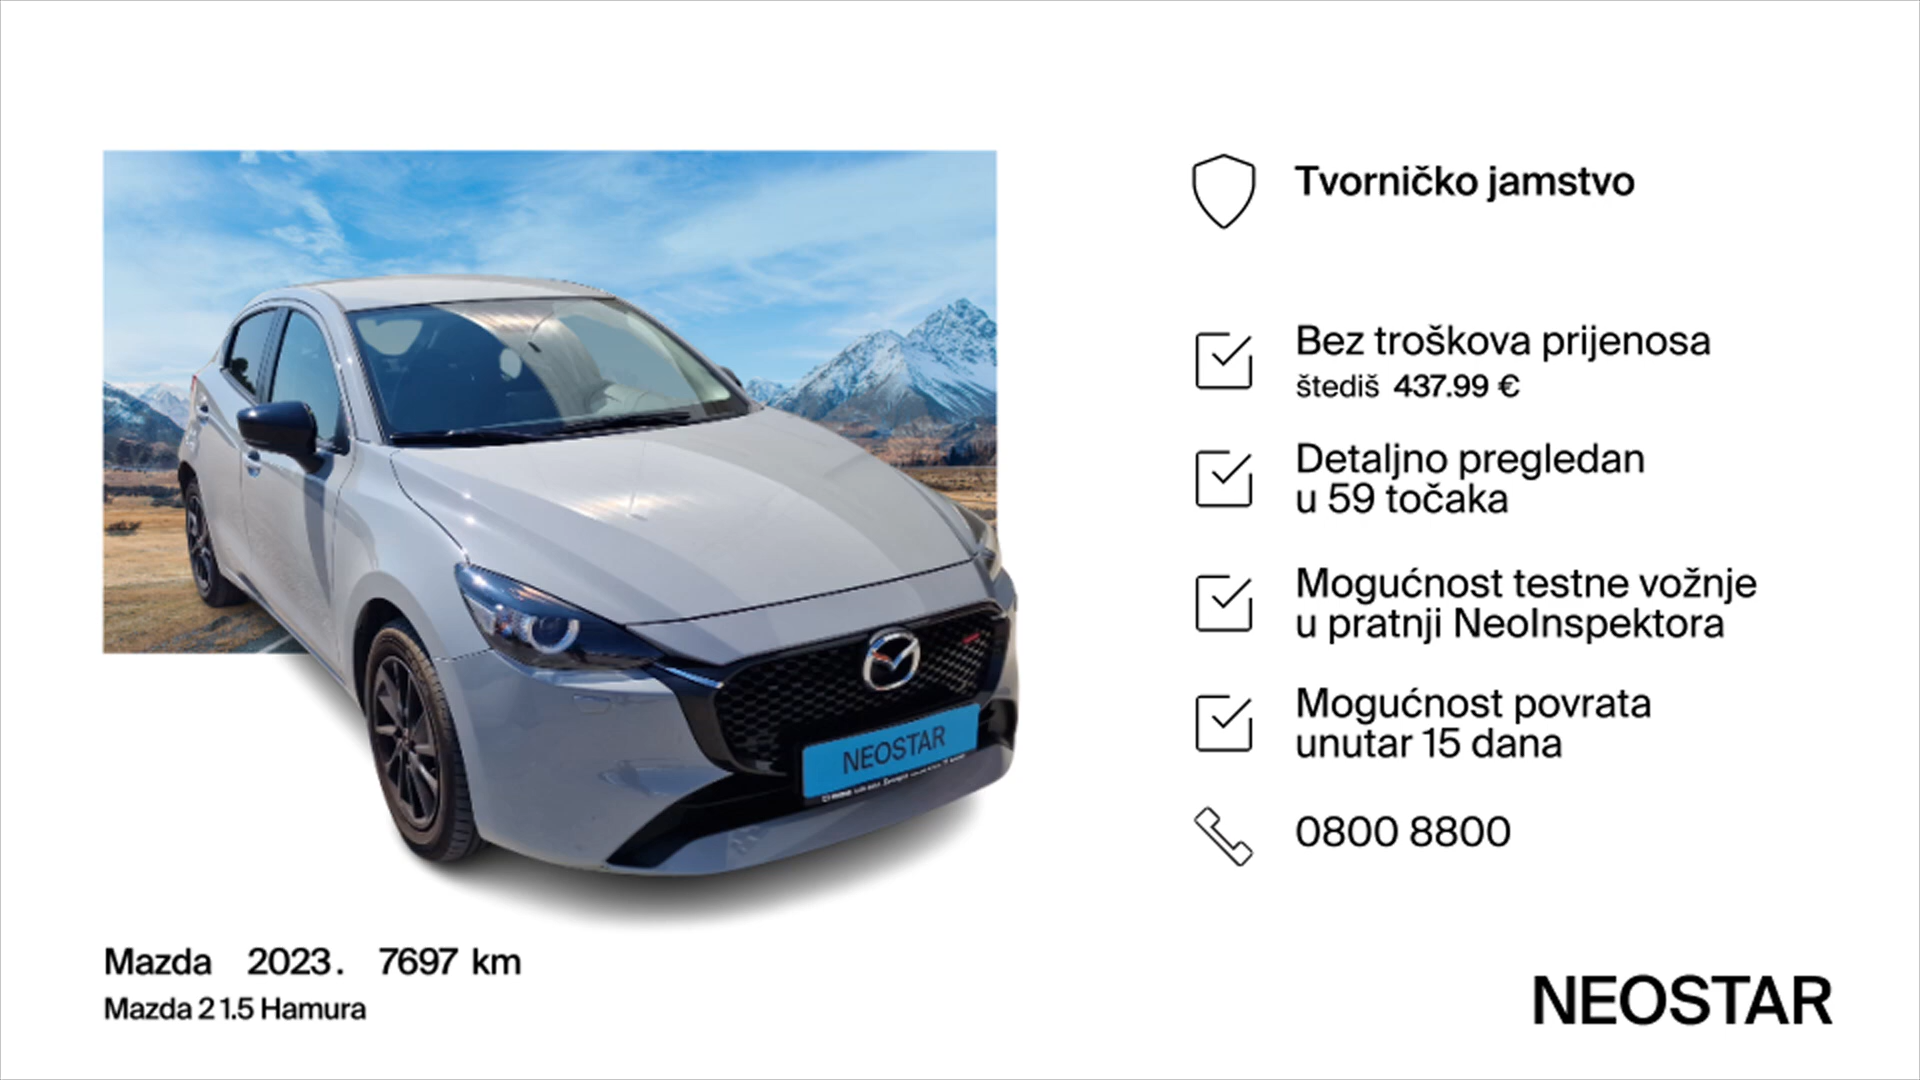 Tvorničko jamstvo
Bez troškova prijenosa
štediš 437.99 €
Detaljno pregledan
u 59 točaka
Mogućnost testne vožnje
u pratnji NeoInspektora
Mogućnost povrata
unutar 15 dana
0800 8800
NEOSTAR
Mazda 2023. 7697 km
Mazda 2 1.5 Hamura
NEOSTAR